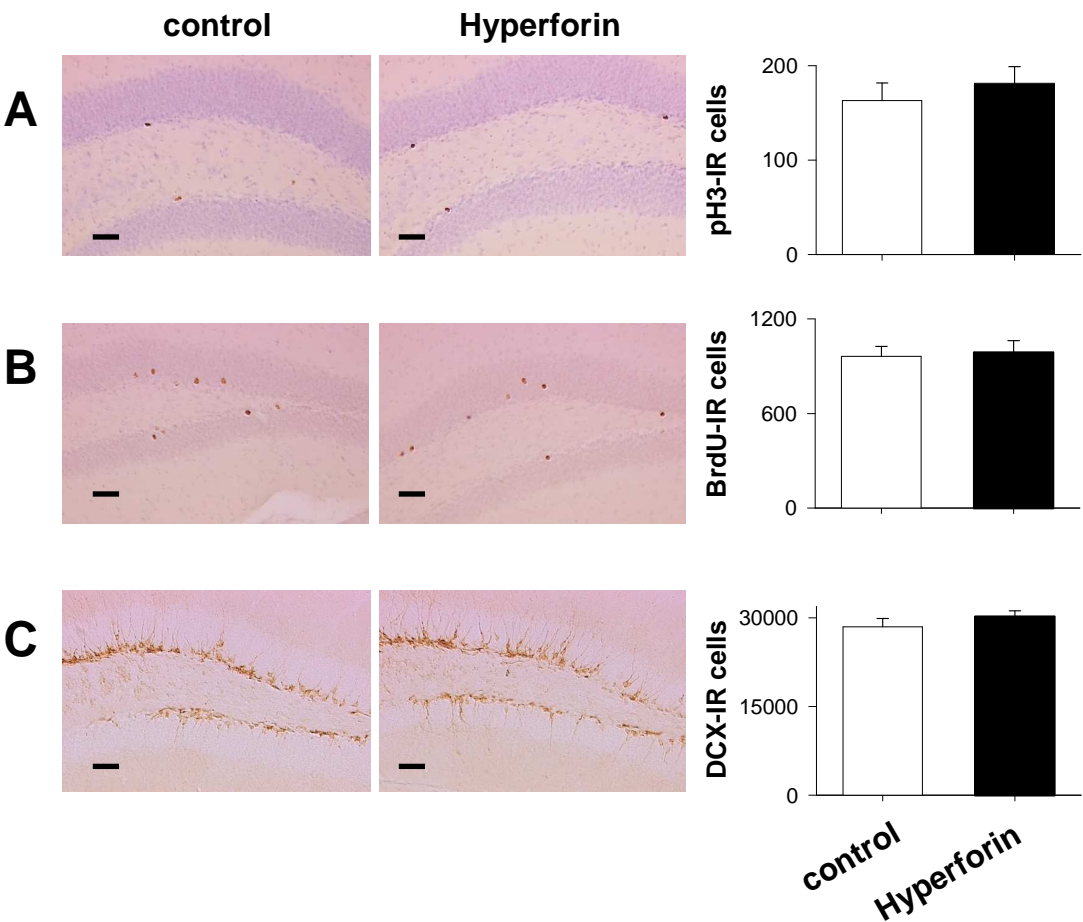 control Hyperforin
A
pH3-IR cells
200
100
0
B
BrdU-IR cells
1200
600
0
C
DCX-IR cells
30000
15000
0
control
Hyperforin